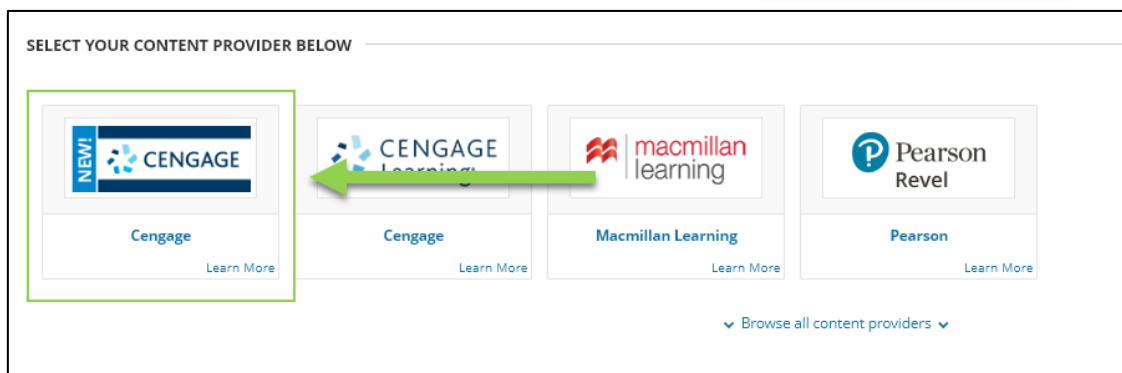 SELECT YOUR CONTENT PROVIDER BELOW
NEW!
CENGAGE
CENGAGE
Learning
macmillan
learning
Pearson
Revel
Cengage
Cengage
Macmillan Learning
Pearson
Learn More
Learn More
Learn More
Learn More
Browse all content providers